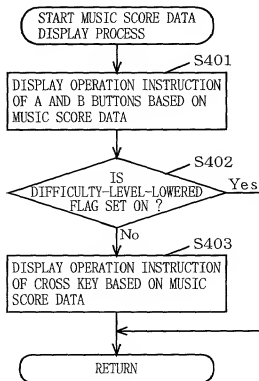 START MUSIC SCORE DATA
DISPLAY PROCESS
S401
DISPLAY OPERATION INSTRUCTION
OF A AND B BUTTONS BASED ON
MUSIC SCORE DATA
S402
IS
DIFFICULTY-LEVEL-LOWERED
FLAG SET ON ?
Yes
No
S403
DISPLAY OPERATION INSTRUCTION
OF CROSS KEY BASED ON MUSIC
SCORE DATA
RETURN